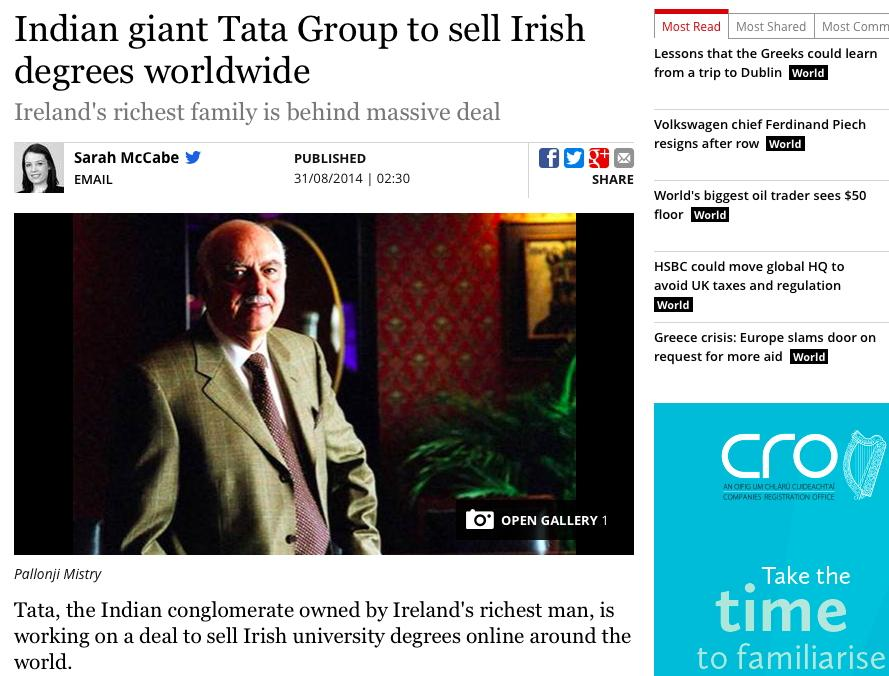 Indian giant Tata Group to sell Irish
degrees worldwide
Ireland's richest family is behind massive deal
Sarah McCabe
EMAIL
PUBLISHED
31/08/2014 | 02:30
SHARE
OPEN GALLERY 1
Pallonji Mistry
Tata, the Indian conglomerate owned by Ireland's richest man, is
working on a deal to sell Irish university degrees online around the
world.
Most Read
Most Shared
Most Comm
Lessons that the Greeks could learn
from a trip to Dublin World
Volkswagen chief Ferdinand Piech
resigns after row World
World's biggest oil trader sees $50
floor World
HSBC could move global HQ to
avoid UK taxes and regulation
World
Greece crisis: Europe slams door on
request for more aid World
cro
AN OIFIG UM CHLÁRÚ CUIDEACHTAÍ
COMPANIES REGISTRATION OFFICE
Take the
time
to familiarise